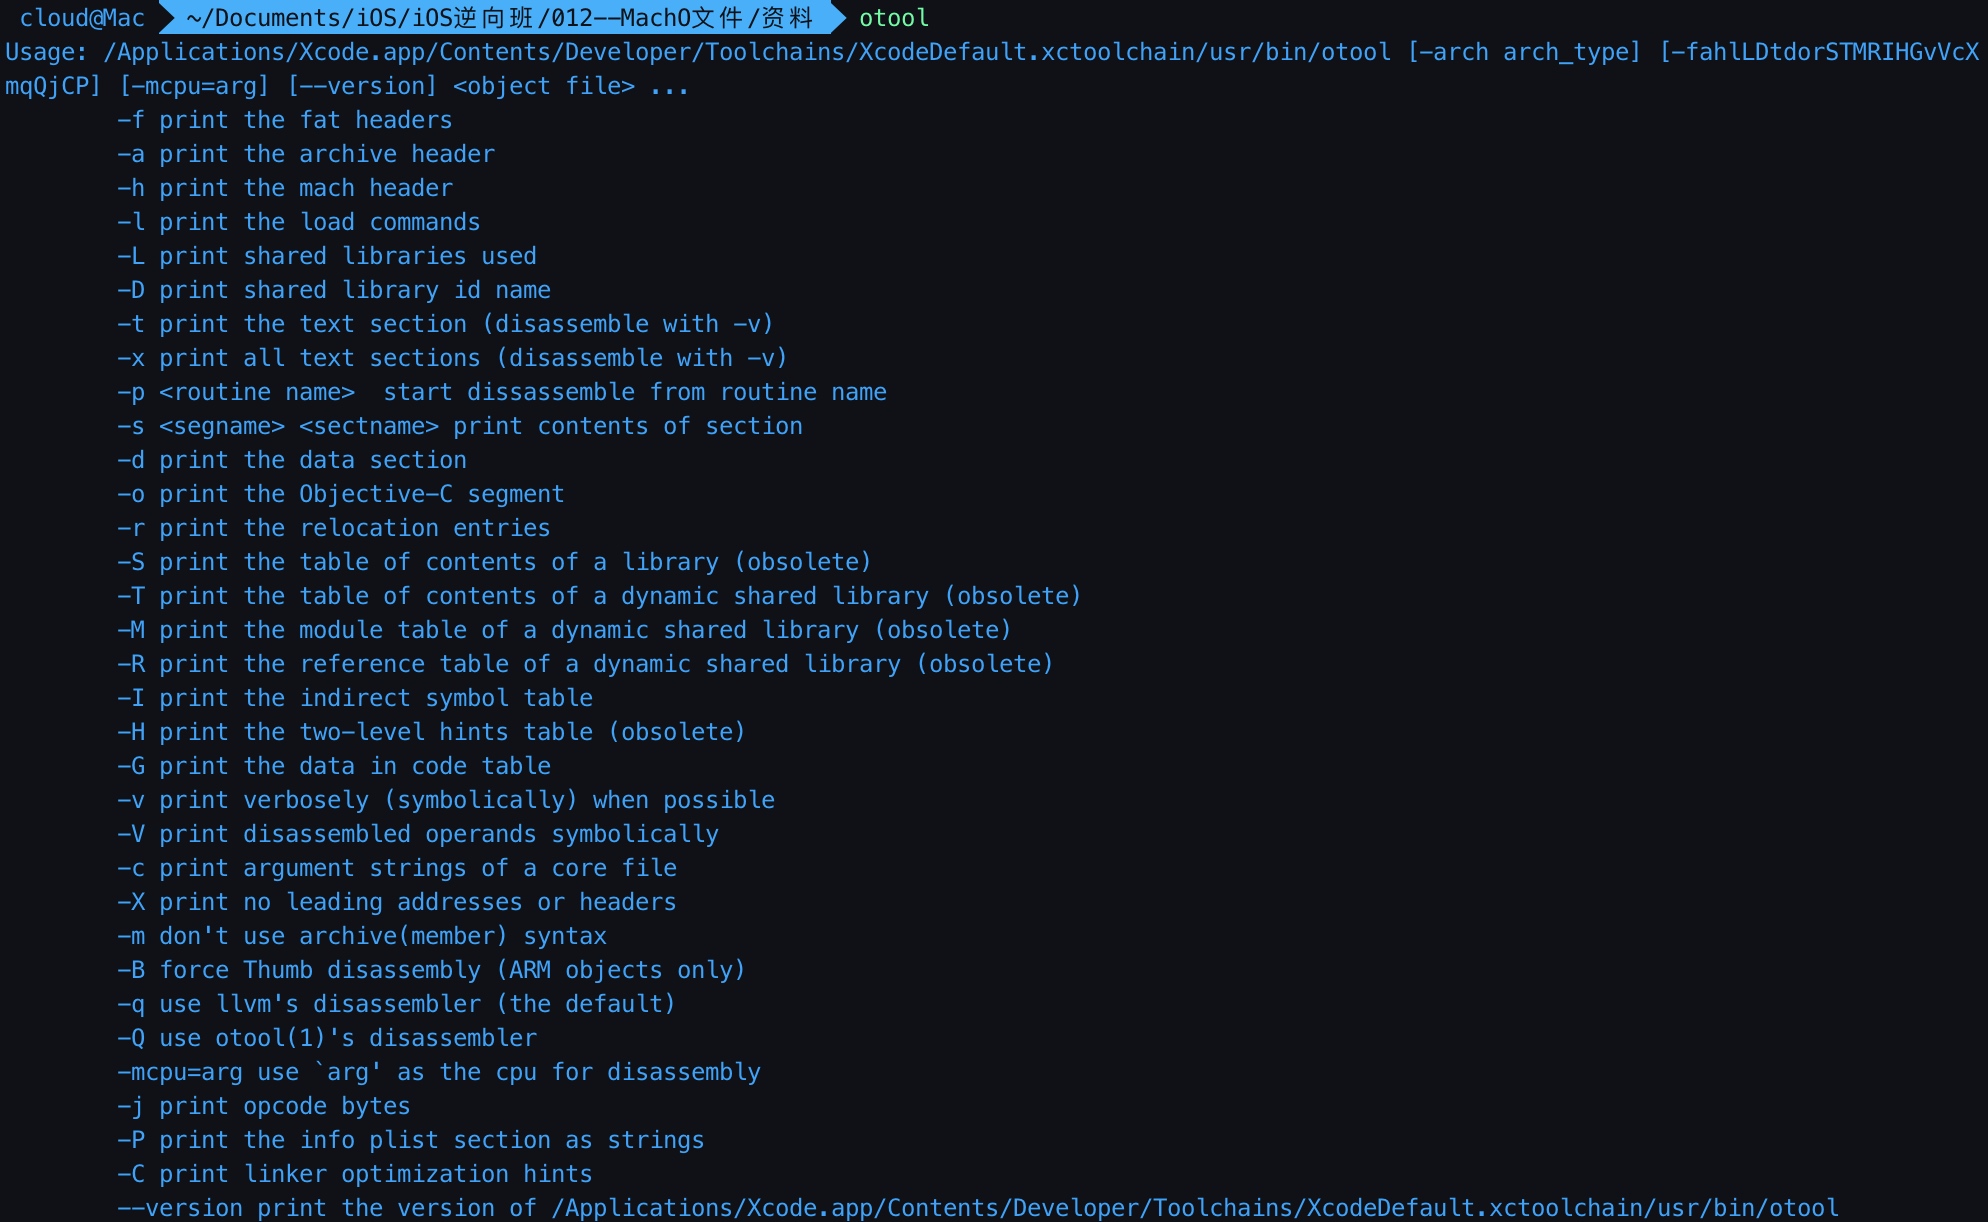 cloud@Mac ~/Documents/iOS/iOS逆向班/012--MachO文件/资料 otool
Usage: /Applications/Xcode.app/Contents/Developer/Toolchains/XcodeDefault.xctoolchain/usr/bin/otool [-arch arch_type] [-fahlLDtdorSTMRIHGvVcX
mqQjCP] [-mcpu=arg] [--version] <object file> ...
-f print the fat headers
-a print the archive header
-h print the mach header
-l print the load commands
-L print shared libraries used
-D print shared library id name
-t print the text section (disassemble with -v)
-x print all text sections (disassemble with -v)
-p <routine name>  start dissassemble from routine name
-s <segname> <sectname> print contents of section
-d print the data section
-o print the Objective-C segment
-r print the relocation entries
-S print the table of contents of a library (obsolete)
-T print the table of contents of a dynamic shared library (obsolete)
-M print the module table of a dynamic shared library (obsolete)
-R print the reference table of a dynamic shared library (obsolete)
-I print the indirect symbol table
-H print the two-level hints table (obsolete)
-G print the data in code table
-v print verbosely (symbolically) when possible
-V print disassembled operands symbolically
-c print argument strings of a core file
-X print no leading addresses or headers
-m don't use archive(member) syntax
-B force Thumb disassembly (ARM objects only)
-q use llvm's disassembler (the default)
-Q use otool(1)'s disassembler
-mcpu=arg use `arg' as the cpu for disassembly
-j print opcode bytes
-P print the info plist section as strings
-C print linker optimization hints
--version print the version of /Applications/Xcode.app/Contents/Developer/Toolchains/XcodeDefault.xctoolchain/usr/bin/otool